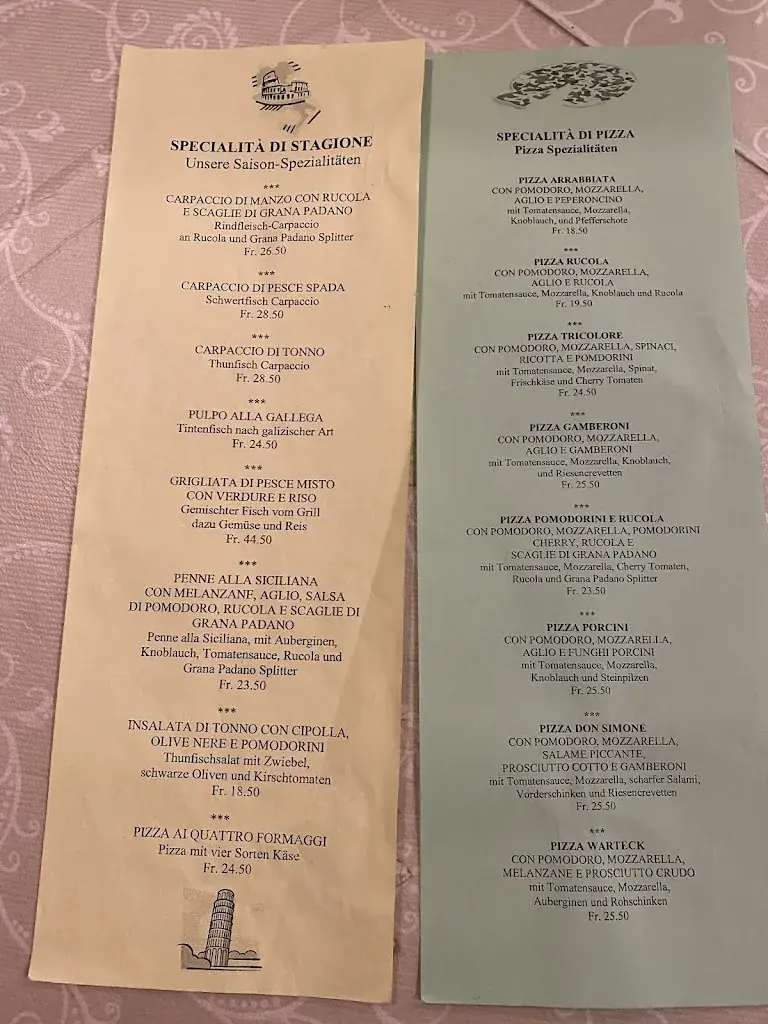 SPECIALITÀ DI STAGIONE
Unsere Saison-Spezialitäten
***
CARPACCIO DI MANZO CON RUCOLA
E SCAGLIE DI GRANA PADANO
Rindfleisch-Carpaccio
an Rucola und Grana Padano Splitter
Fr. 26.50
***
CARPACCIO DI PESCE SPADA
Schwertfisch Carpaccio
Fr. 28.50
***
CARPACCIO DI TONNO
Thunfisch Carpaccio
Fr. 28.50
***
PULPO ALLA GALLEGA
Tintenfisch nach galizischer Art
Fr. 24.50
***
GRIGLIATA DI PESCE MISTO
CON VERDURE E RISO
Gemischter Fisch vom Grill
dazu Gemüse und Reis
Fr. 44.50
***
PENNE ALLA SICILIANA
CON MELANZANE, AGLIO, SALSA
DI POMODORO, RUCOLA E SCAGLIE DI
GRANA PADANO
Penne alla Siciliana, mit Auberginen,
Knoblauch, Tomatensauce, Rucola und
Grana Padano Splitter
Fr. 23.50
***
INSALATA DI TONNO CON CIPOLLA,
OLIVE NERE E POMODORINI
Thunfischsalat mit Zwiebel,
schwarze Oliven und Kirschtomaten
Fr. 18.50
***
PIZZA AI QUATTRO FORMAGGI
Pizza mit vier Sorten Käse
Fr. 24.50
SPECIALITÀ DI PIZZA
Pizza Spezialitäten
PIZZA ARRABBIATA
CON POMODORO, MOZZARELLA,
AGLIO E PEPERONCINO
mit Tomatensauce, Mozzarella,
Knoblauch, und Pfefferschote
Fr. 18.50
***
PIZZA RUCOLA
CON POMODORO, MOZZARELLA,
AGLIO E RUCOLA
mit Tomatensauce, Mozzarella, Knoblauch und Rucola
Fr. 19.50
***
PIZZA TRICOLORE
CON POMODORO, MOZZARELLA, SPINACI,
RICOTTA E POMDORINI
mit Tomatensauce, Mozzarella, Spinat,
Frischkäse und Cherry Tomaten
Fr. 24.50
***
PIZZA GAMBERONI
CON POMODORO, MOZZARELLA,
AGLIO E GAMBERONI
mit Tomatensauce, Mozzarella, Knoblauch,
und Riesencrevetten
Fr. 25.50
***
PIZZA POMODORINI E RUCOLA
CON POMODORO, MOZZARELLA, POMODORINI
CHERRY, RUCOLA E
SCAGLIE DI GRANA PADANO
mit Tomatensauce, Mozzarella, Cherry Tomaten,
Rucola und Grana Padano Splitter
Fr. 23.50
***
PIZZA PORCINI
CON POMODORO, MOZZARELLA,
AGLIO E FUNGHI PORCINI
mit Tomatensauce, Mozzarella,
Knoblauch und Steinpilzen
Fr. 25.50
***
PIZZA DON SIMONE
CON POMODORO, MOZZARELLA,
SALAME PICCANTE,
PROSCIUTTO COTTO E GAMBERONI
mit Tomatensauce, Mozzarella, scharfer Salami,
Vorderschinken und Riesencrevetten
Fr. 25.50
***
PIZZA WARTECK
CON POMODORO, MOZZARELLA,
MELANZANE E PROSCIUTTO CRUDO
mit Tomatensauce, Mozzarella,
Auberginen und Rohschinken
Fr. 25.50